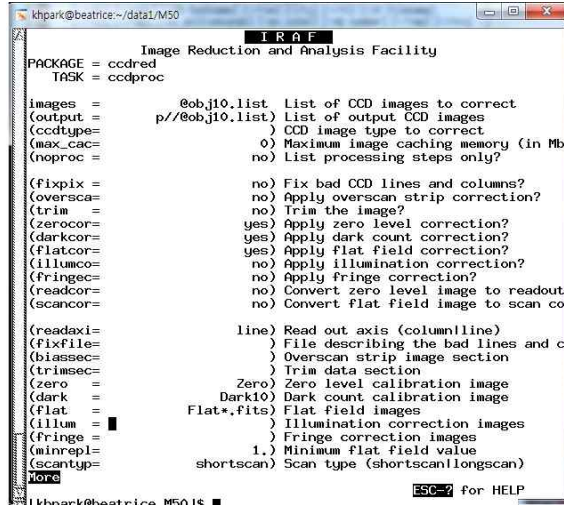 khpark@beatrice:~/data1/M50
I R A F
Image Reduction and Analysis Facility
PACKAGE = ccdred
TASK = ccdproc
images = @obj10.list List of CCD images to correct
(output = p//@obj10.list) List of output CCD images
(ccdtype= ) CCD image type to correct
(max_cac= 0) Maximum image caching memory (in Mb
(noproc = no) List processing steps only?
(fixpix = no) Fix bad CCD lines and columns?
(oversca= no) Apply overscan strip correction?
(trim = no) Trim the image?
(zerocor= yes) Apply zero level correction?
(darkcor= yes) Apply dark count correction?
(flatcor= yes) Apply flat field correction?
(illumco= no) Apply illumination correction?
(fringec= no) Apply fringe correction?
(readcor= no) Convert zero level image to readout
(scancor= no) Convert flat field image to scan co
(readaxi= line) Read out axis (column|line)
(fixfile= ) File describing the bad lines and c
(biassec= ) Overscan strip image section
(trimsec= ) Trim data section
(zero = Zero) Zero level calibration image
(dark = Dark10) Dark count calibration image
(flat = Flat*.fits) Flat field images
(illum = ) Illumination correction images
(fringe = ) Fringe correction images
(minrepl= 1.) Minimum flat field value
(scantyp= shortscan) Scan type (shortscan|longscan)
More
ESC-? for HELP
[khpark@beatrice M50]$